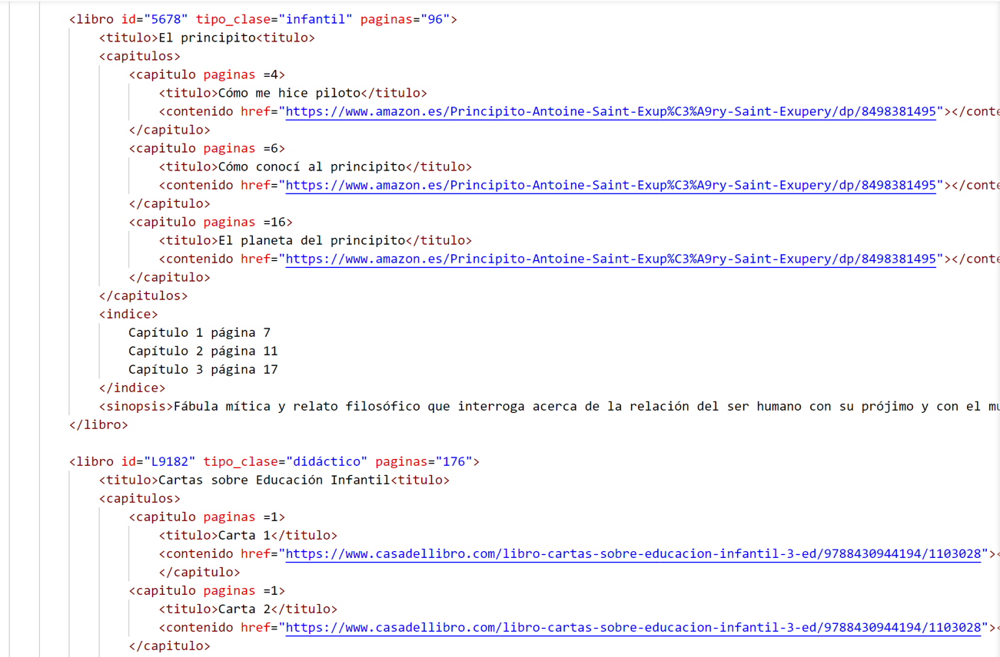 <libro id="5678" tipo_clase="infantil" paginas="96">
<titulo>El principito<titulo>
<capitulos>
<capitulo paginas =4>
<titulo>Cómo me hice piloto</titulo>
<contenido href="https://www.amazon.es/Principito-Antoine-Saint-Exup%C3%A9ry-Saint-Exupery/dp/8498381495"></conte
</capitulo>
<capitulo paginas =6>
<titulo>Cómo conocí al principito</titulo>
<contenido href="https://www.amazon.es/Principito-Antoine-Saint-Exup%C3%A9ry-Saint-Exupery/dp/8498381495"></conte
</capitulo>
<capitulo paginas =16>
<titulo>El planeta del principito</titulo>
<contenido href="https://www.amazon.es/Principito-Antoine-Saint-Exup%C3%A9ry-Saint-Exupery/dp/8498381495"></conte
</capitulo>
</capitulos>
<indice>
Capítulo 1 página 7
Capítulo 2 página 11
Capítulo 3 página 17
</indice>
<sinopsis>Fábula mítica y relato filosófico que interroga acerca de la relación del ser humano con su prójimo y con el mu
</libro>
<libro id="L9182" tipo_clase="didáctico" paginas="176">
<titulo>Cartas sobre Educación Infantil<titulo>
<capitulos>
<capitulo paginas =1>
<titulo>Carta 1</titulo>
<contenido href="https://www.casadellibro.com/libro-cartas-sobre-educacion-infantil-3-ed/9788430944194/1103028"><
</capitulo>
<capitulo paginas =1>
<titulo>Carta 2</titulo>
<contenido href="https://www.casadellibro.com/libro-cartas-sobre-educacion-infantil-3-ed/9788430944194/1103028"><
</capitulo>